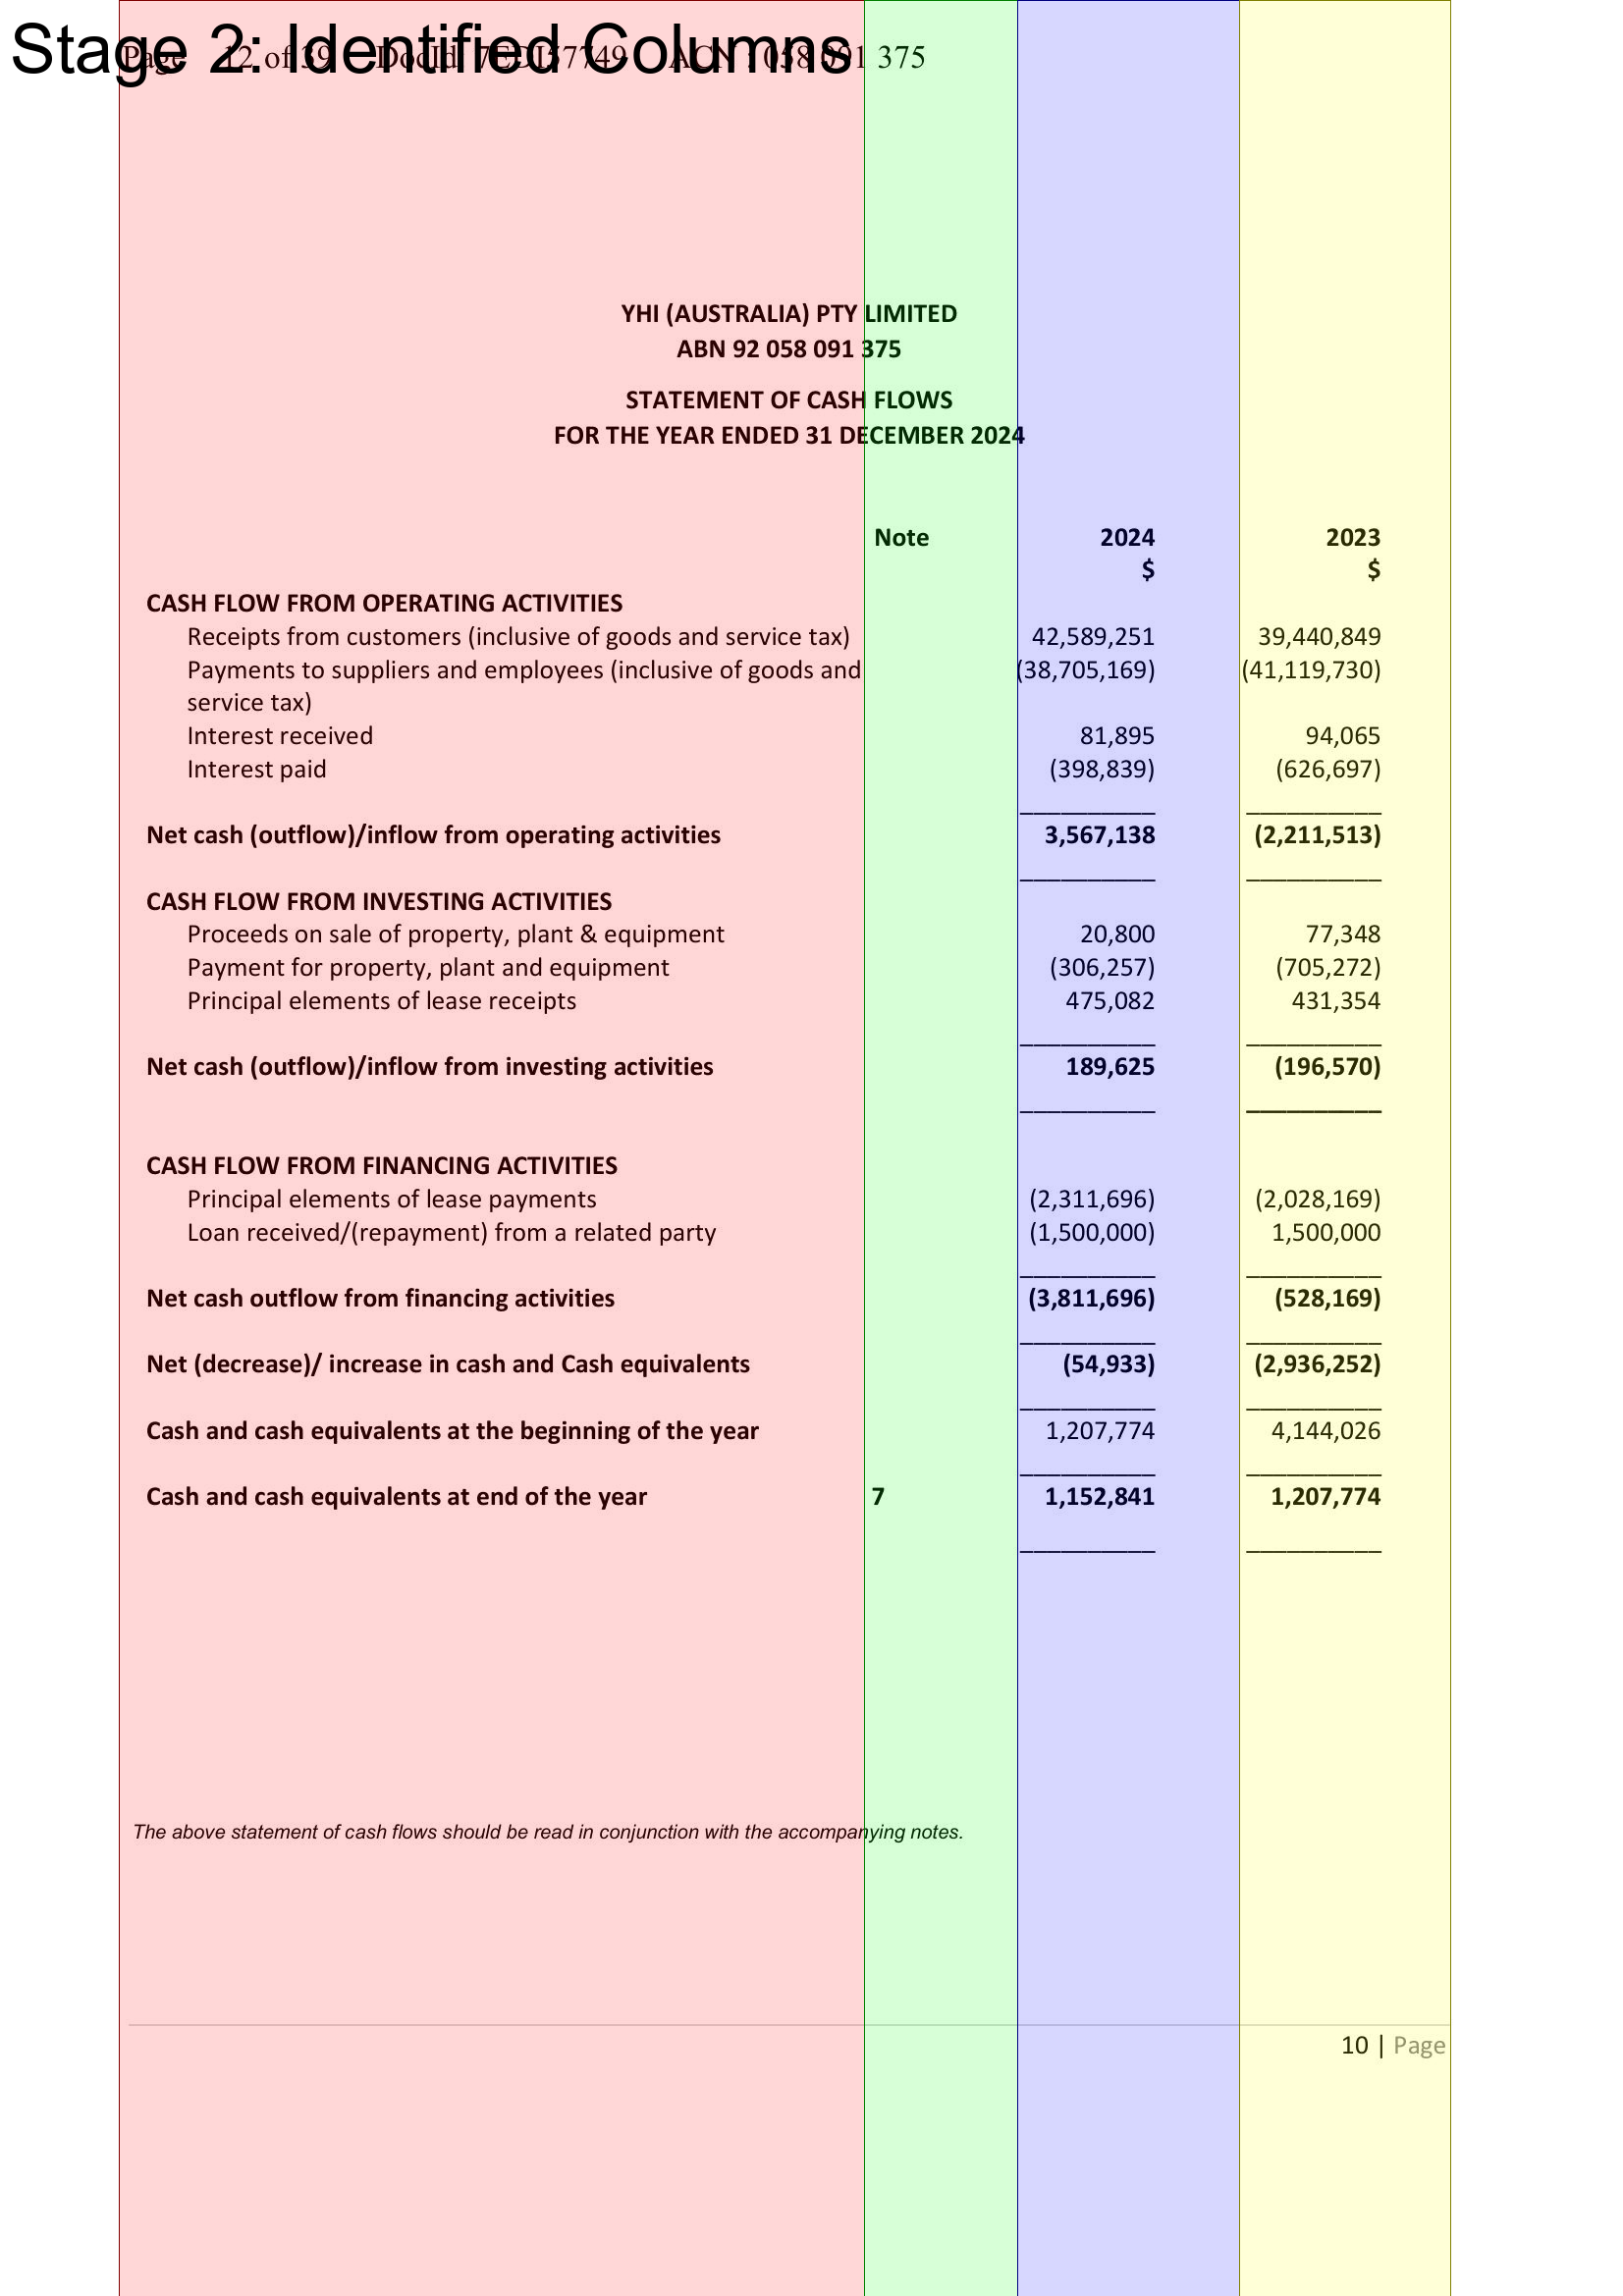 Stage 2: Identified Columns
Page 12 of 39 DocId: 7EDI57749 ACN : 058 091 375
YHI (AUSTRALIA) PTY LIMITED
ABN 92 058 091 375
STATEMENT OF CASH FLOWS
FOR THE YEAR ENDED 31 DECEMBER 2024
Note 2024 2023
$ $
CASH FLOW FROM OPERATING ACTIVITIES
Receipts from customers (inclusive of goods and service tax) 42,589,251 39,440,849
Payments to suppliers and employees (inclusive of goods and (38,705,169) (41,119,730)
service tax)
Interest received 81,895 94,065
Interest paid (398,839) (626,697)
Net cash (outflow)/inflow from operating activities 3,567,138 (2,211,513)
CASH FLOW FROM INVESTING ACTIVITIES
Proceeds on sale of property, plant & equipment 20,800 77,348
Payment for property, plant and equipment (306,257) (705,272)
Principal elements of lease receipts 475,082 431,354
Net cash (outflow)/inflow from investing activities 189,625 (196,570)
CASH FLOW FROM FINANCING ACTIVITIES
Principal elements of lease payments (2,311,696) (2,028,169)
Loan received/(repayment) from a related party (1,500,000) 1,500,000
Net cash outflow from financing activities (3,811,696) (528,169)
Net (decrease)/ increase in cash and Cash equivalents (54,933) (2,936,252)
Cash and cash equivalents at the beginning of the year 1,207,774 4,144,026
Cash and cash equivalents at end of the year 7 1,152,841 1,207,774
The above statement of cash flows should be read in conjunction with the accompanying notes.
10 | Page